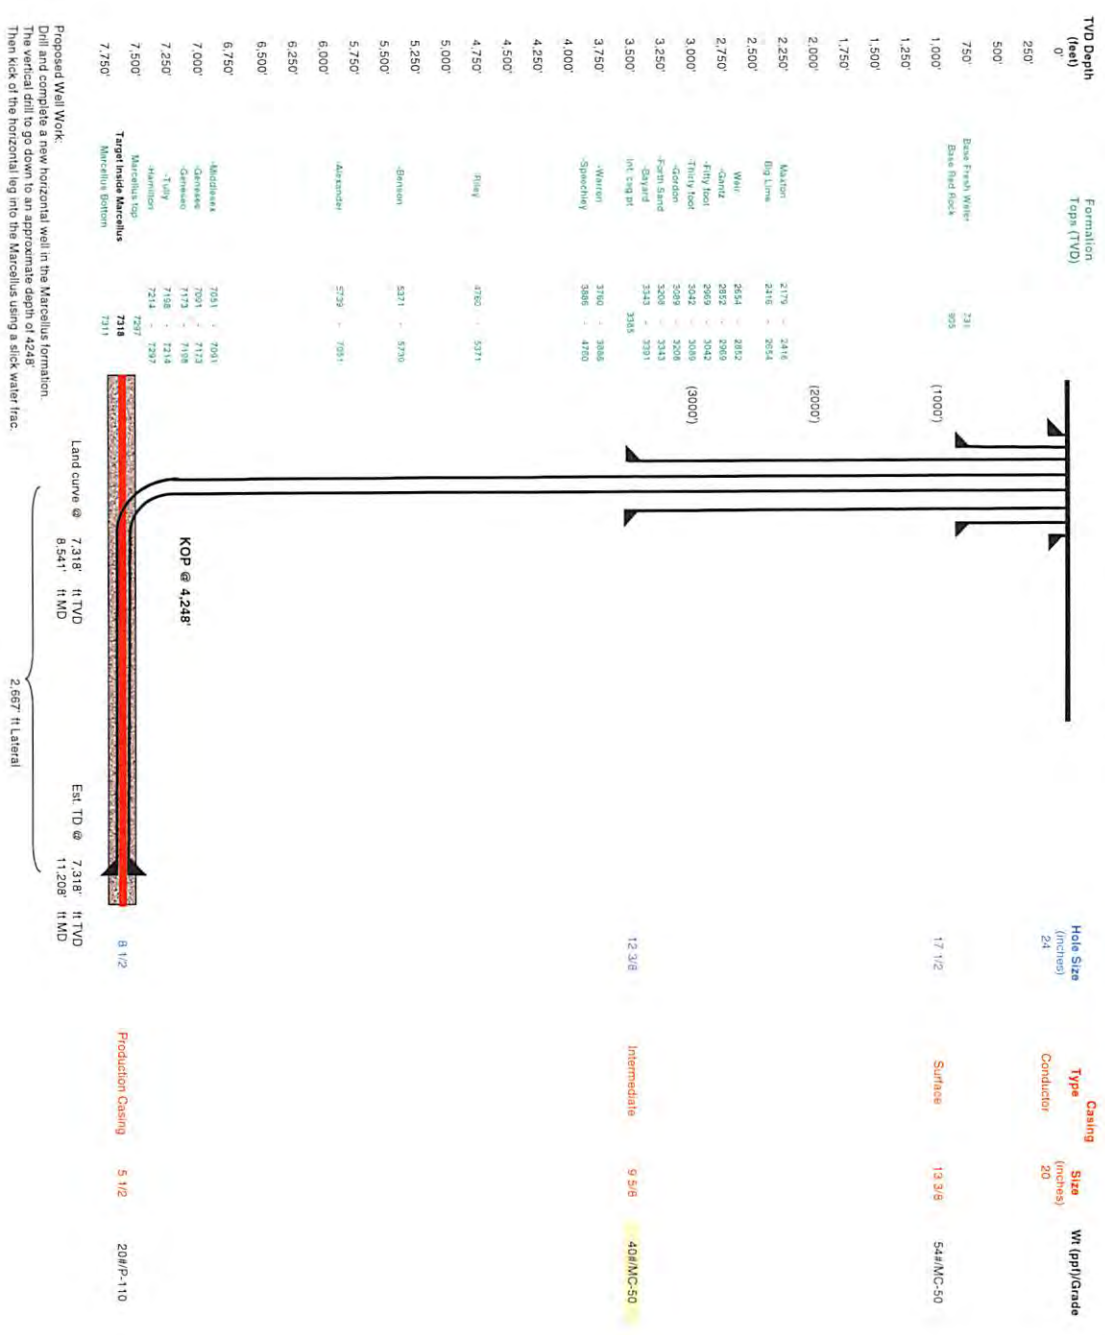 TVD Depth (feet) Formation Tops (TVD) Hole Size (inches) Casing Type Size (inches) Wt (ppf)/Grade
0'
24 Conductor 20
250'
500'
750' Base Fresh Water 731
Base Red Rock 905
1,000' (1000') 17 1/2 Surface 13 3/8 54#/MC-50
1,250'
1,500'
1,750'
2,000' (2000')
2,250' Maxton 2179 - 2416
Big Lime 2416 - 2654
2,500'
Weir 2654 - 2852
2,750' -Gantz 2852 - 2969
-Fifty foot 2969 - 3042
3,000' -Thirty foot 3042 - 3089 (3000')
-Gordon 3089 - 3208
3,250' -Forth Sand 3208 - 3343
-Bayard 3343 - 3391
3,500' Int. csg pt 3385 12 3/8 Intermediate 9 5/8 40#/MC-50
3,750' -Warren 3760 - 3886
-Speechley 3886 - 4760
4,000'
4,250'
4,500'
4,750' Riley 4760 - 5371
5,000'
5,250'
-Benson 5371 - 5739
5,500'
5,750' -Alexander 5739 - 7051
6,000'
6,250'
6,500'
6,750'
-Middlesex 7051 - 7091
7,000' -Genesee 7091 - 7173
-Geneseo 7173 - 7198
KOP @ 4,248'
7,250' -Tully 7198 - 7214
-Hamilton 7214 - 7297
7,500' Marcellus top 7297
Target Inside Marcellus 7318 8 1/2 Production Casing 5 1/2 20#/P-110
7,750' Marcellus Bottom 7311
Land curve @ 7,318' ft TVD
8,541' ft MD
Est. TD @ 7,318' ft TVD
11,208' ft MD
2,667' ft Lateral
Proposed Well Work:
Drill and complete a new horizontal well in the Marcellus formation.
The vertical drill to go down to an approximate depth of 4248'
Then kick of the horizontal leg into the Marcellus using a slick water frac.